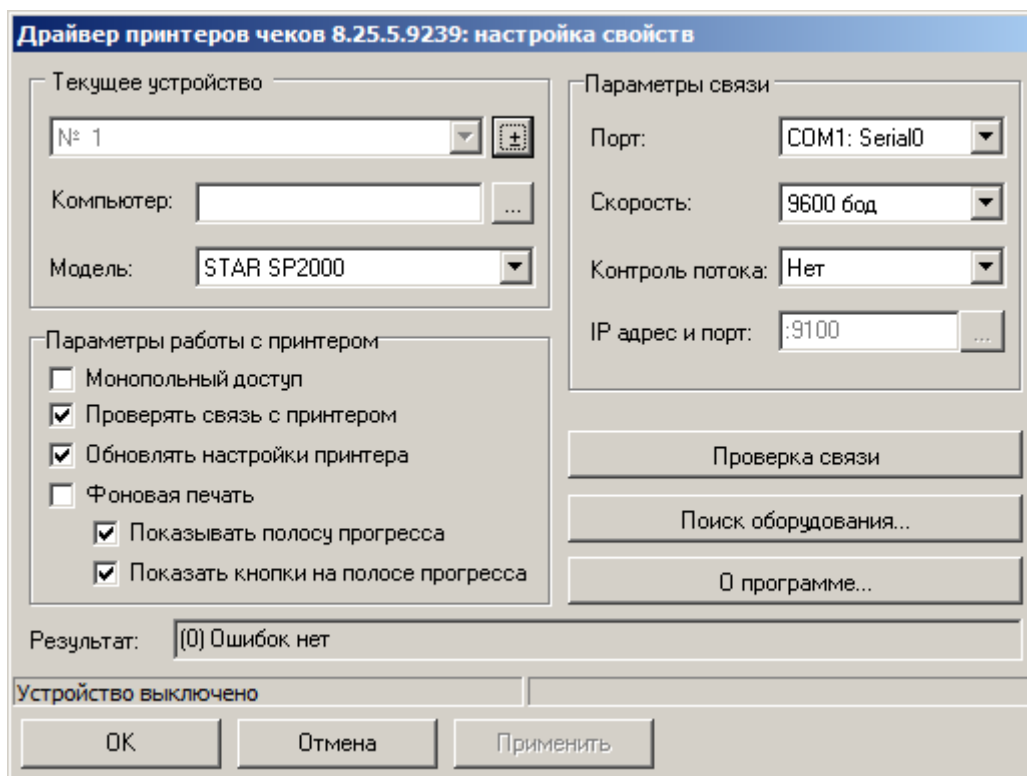 Драйвер принтеров чеков 8.25.5.9239: настройка свойств
Текущее устройство
№ 1
±
Компьютер:
...
Модель: STAR SP2000
Параметры связи
Порт: COM1: Serial0
Скорость: 9600 бод
Контроль потока: Нет
IP адрес и порт: :9100 ...
Параметры работы с принтером
Монопольный доступ
Проверять связь с принтером
Обновлять настройки принтера
Фоновая печать
Показывать полосу прогресса
Показать кнопки на полосе прогресса
Проверка связи
Поиск оборудования...
О программе...
Результат: (0) Ошибок нет
Устройство выключено
OK Отмена Применить